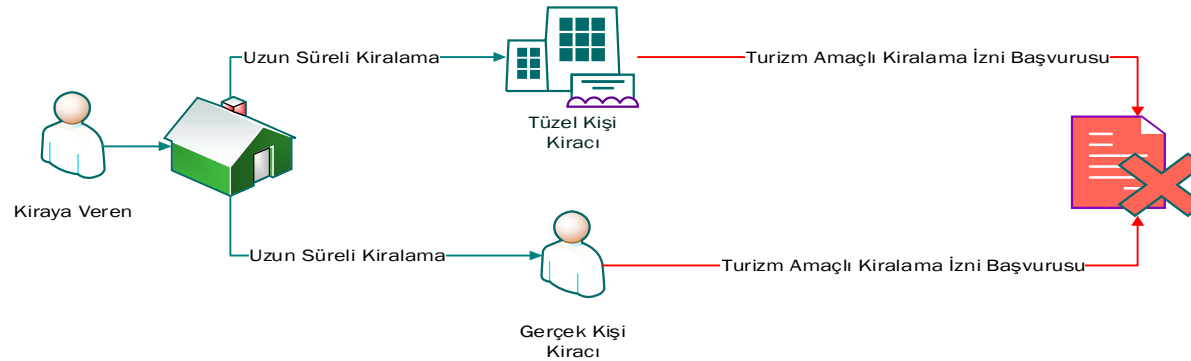 Uzun Süreli Kiralama
Turizm Amaçlı Kiralama İzni Başvurusu
Tüzel Kişi
Kiracı
Kiraya Veren
Uzun Süreli Kiralama
Turizm Amaçlı Kiralama İzni Başvurusu
Gerçek Kişi
Kiracı